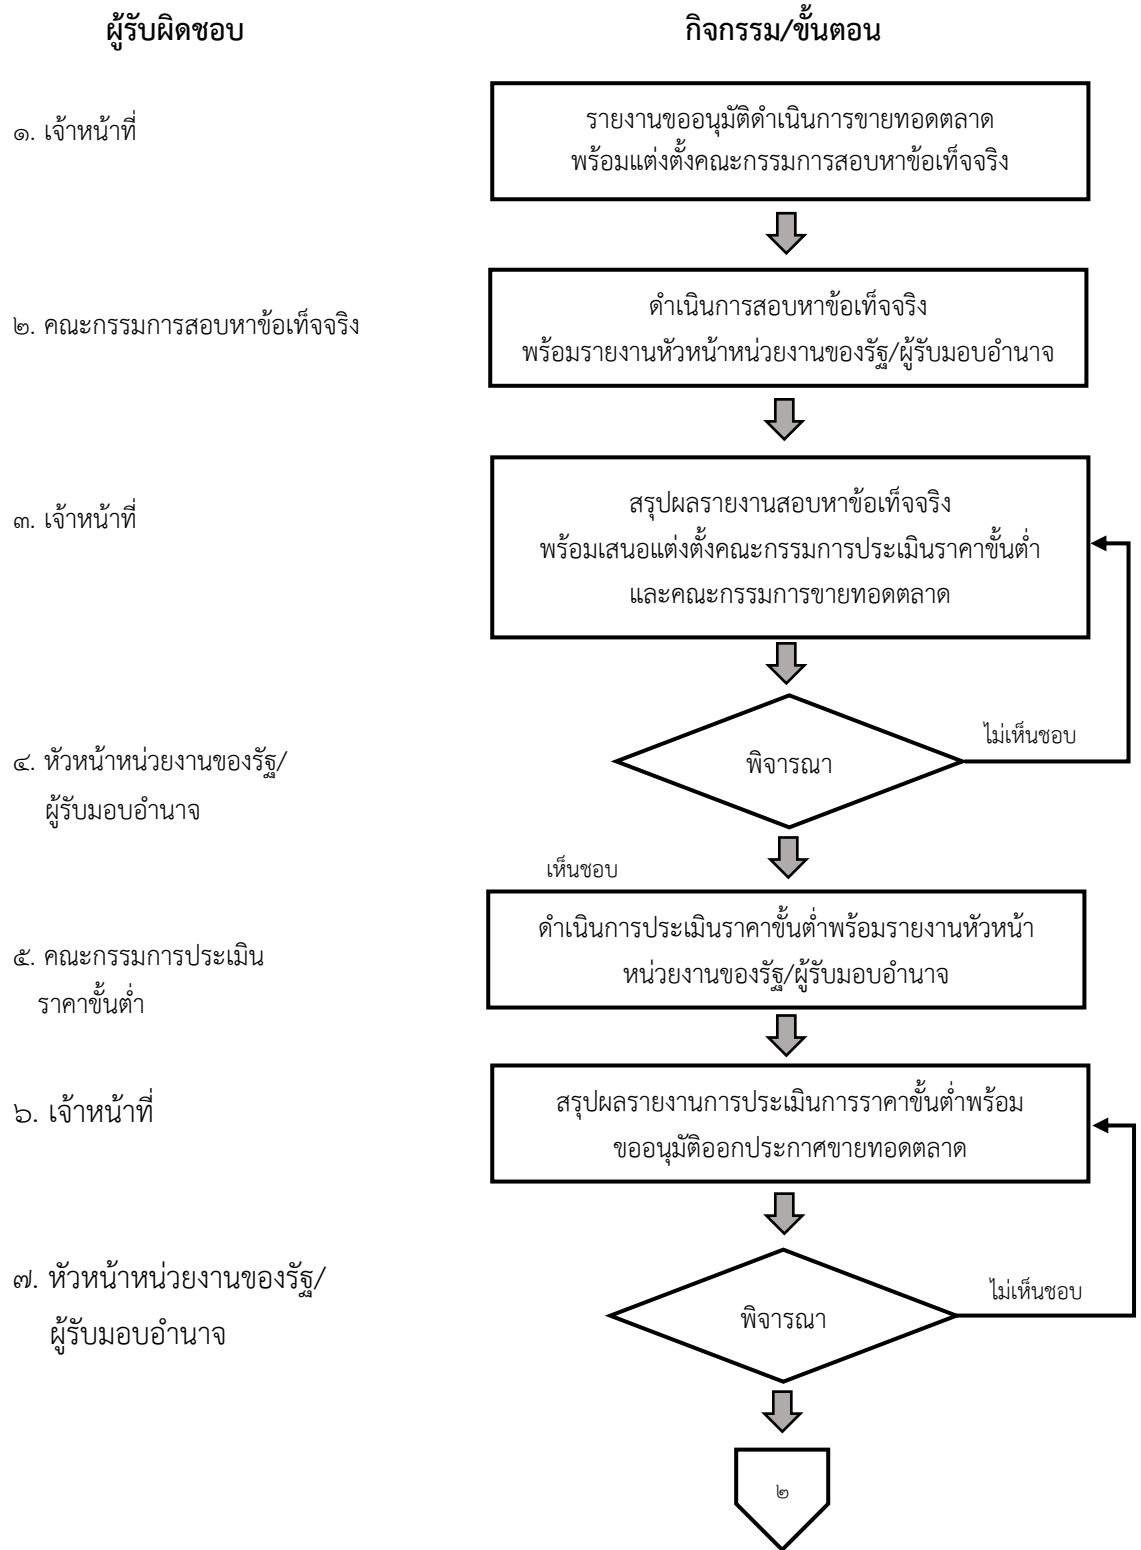 ผู้รับผิดชอบ
กิจกรรม/ขั้นตอน
๑. เจ้าหน้าที่
รายงานขออนุมัติดำเนินการขายทอดตลาด
พร้อมแต่งตั้งคณะกรรมการสอบหาข้อเท็จจริง
๒. คณะกรรมการสอบหาข้อเท็จจริง
ดำเนินการสอบหาข้อเท็จจริง
พร้อมรายงานหัวหน้าหน่วยงานของรัฐ/ผู้รับมอบอำนาจ
๓. เจ้าหน้าที่
สรุปผลรายงานสอบหาข้อเท็จจริง
พร้อมเสนอแต่งตั้งคณะกรรมการประเมินราคาขั้นต่ำ
และคณะกรรมการขายทอดตลาด
๔. หัวหน้าหน่วยงานของรัฐ/
ผู้รับมอบอำนาจ
พิจารณา
ไม่เห็นชอบ
เห็นชอบ
๕. คณะกรรมการประเมิน
ราคาขั้นต่ำ
ดำเนินการประเมินราคาขั้นต่ำพร้อมรายงานหัวหน้า
หน่วยงานของรัฐ/ผู้รับมอบอำนาจ
๖. เจ้าหน้าที่
สรุปผลรายงานการประเมินการราคาขั้นต่ำพร้อม
ขออนุมัติออกประกาศขายทอดตลาด
๗. หัวหน้าหน่วยงานของรัฐ/
ผู้รับมอบอำนาจ
พิจารณา
ไม่เห็นชอบ
๒